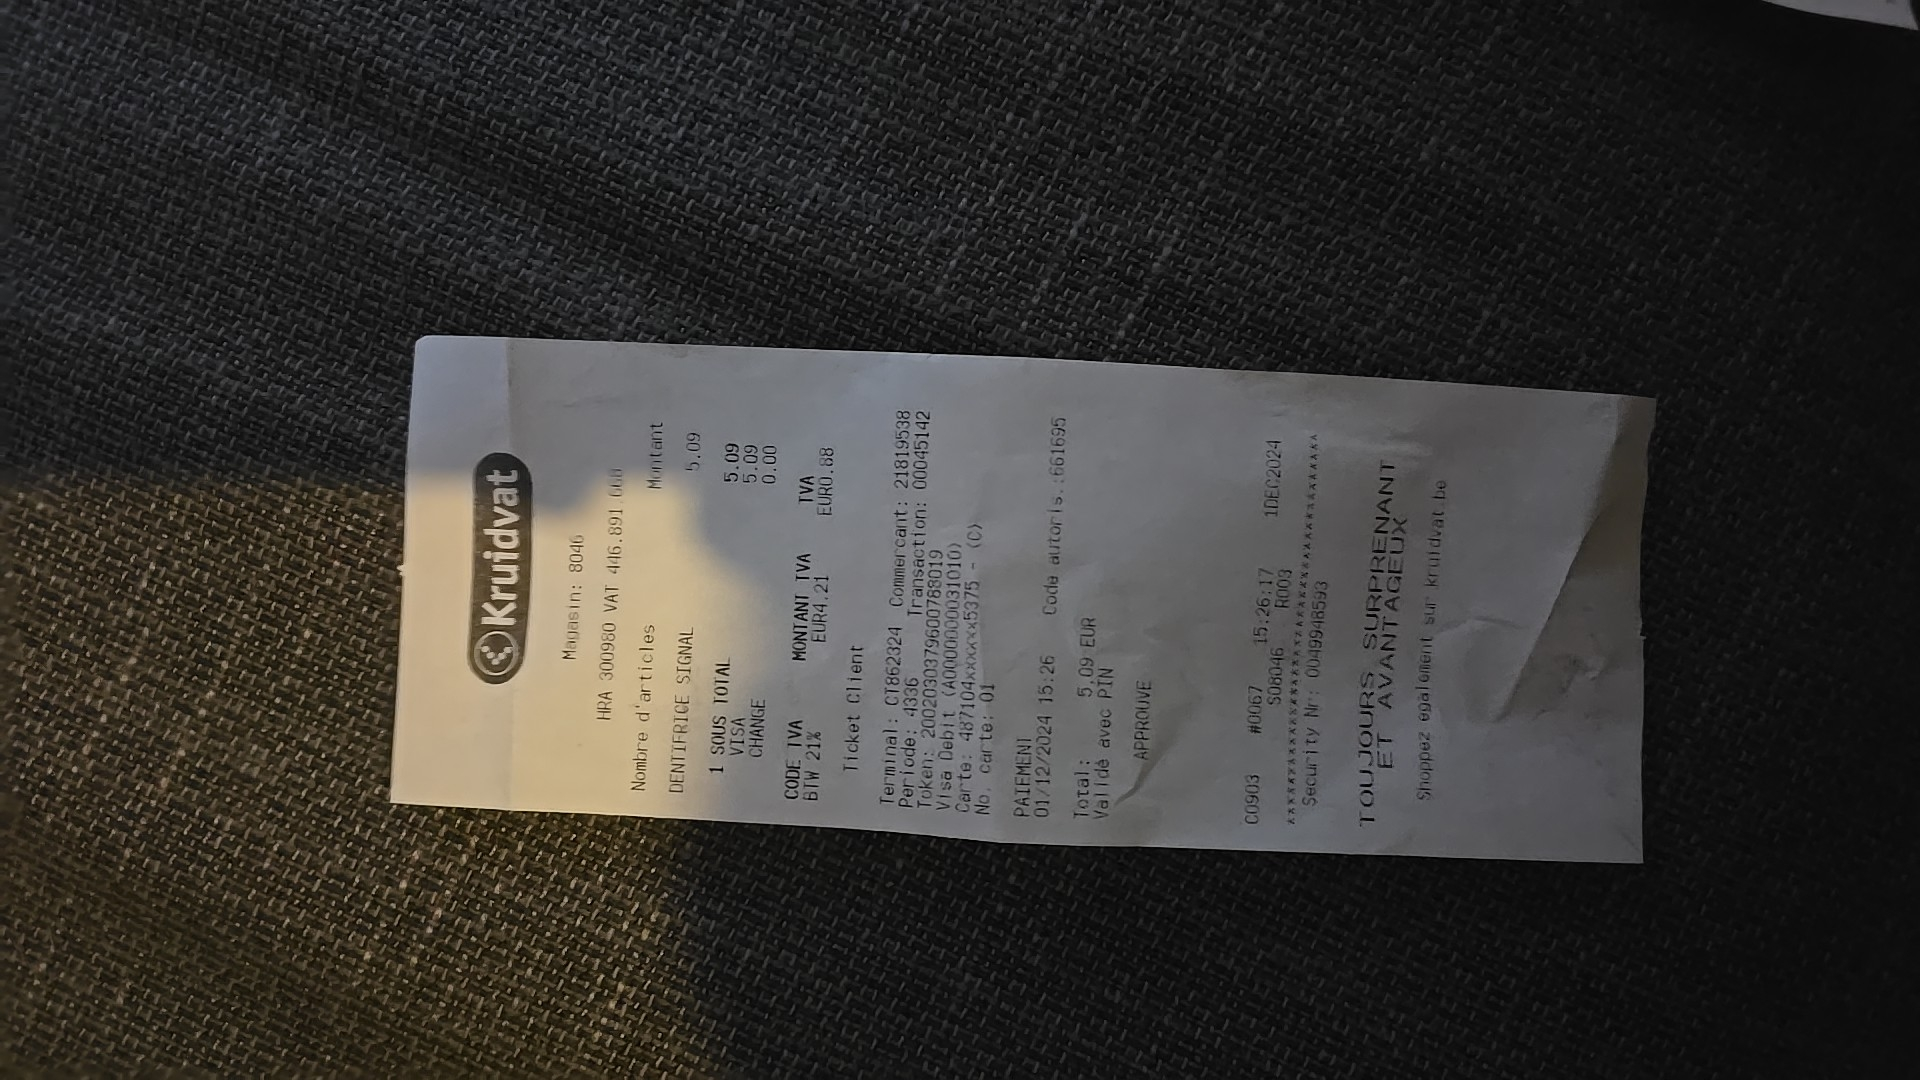 Kruidvat
Magasin: 8046
HRA 300980 VAT 446.891
Nombre d'articles Montant
DENTIFRICE SIGNAL 5.09
1 SOUS TOTAL 5.09
VISA 5.09
CHANGE 0.00
CODE TVA MONTANT TVA TVA
BTW 21% EUR4.21 EUR0.88
Ticket Client
Terminal: CT862324 Commercant: 21819538
Periode: 4336 Transaction: 00045142
Token: 2002030379600788019
Visa Debit (A0000000031010)
Carte: 487104xxxxxx5375 - (C)
No. carte: 01
PAIEMENT
01/12/2024 15:26 Code autoris.:661695
Total: 5,09 EUR
Validé avec PIN
APPROUVE
C0903 #0067 15:26:17 1DEC2024
S08046 R003
Security Nr: 0049948593
TOUJOURS SURPRENANT
ET AVANTAGEUX
Shoppez également sur kruidvat.be